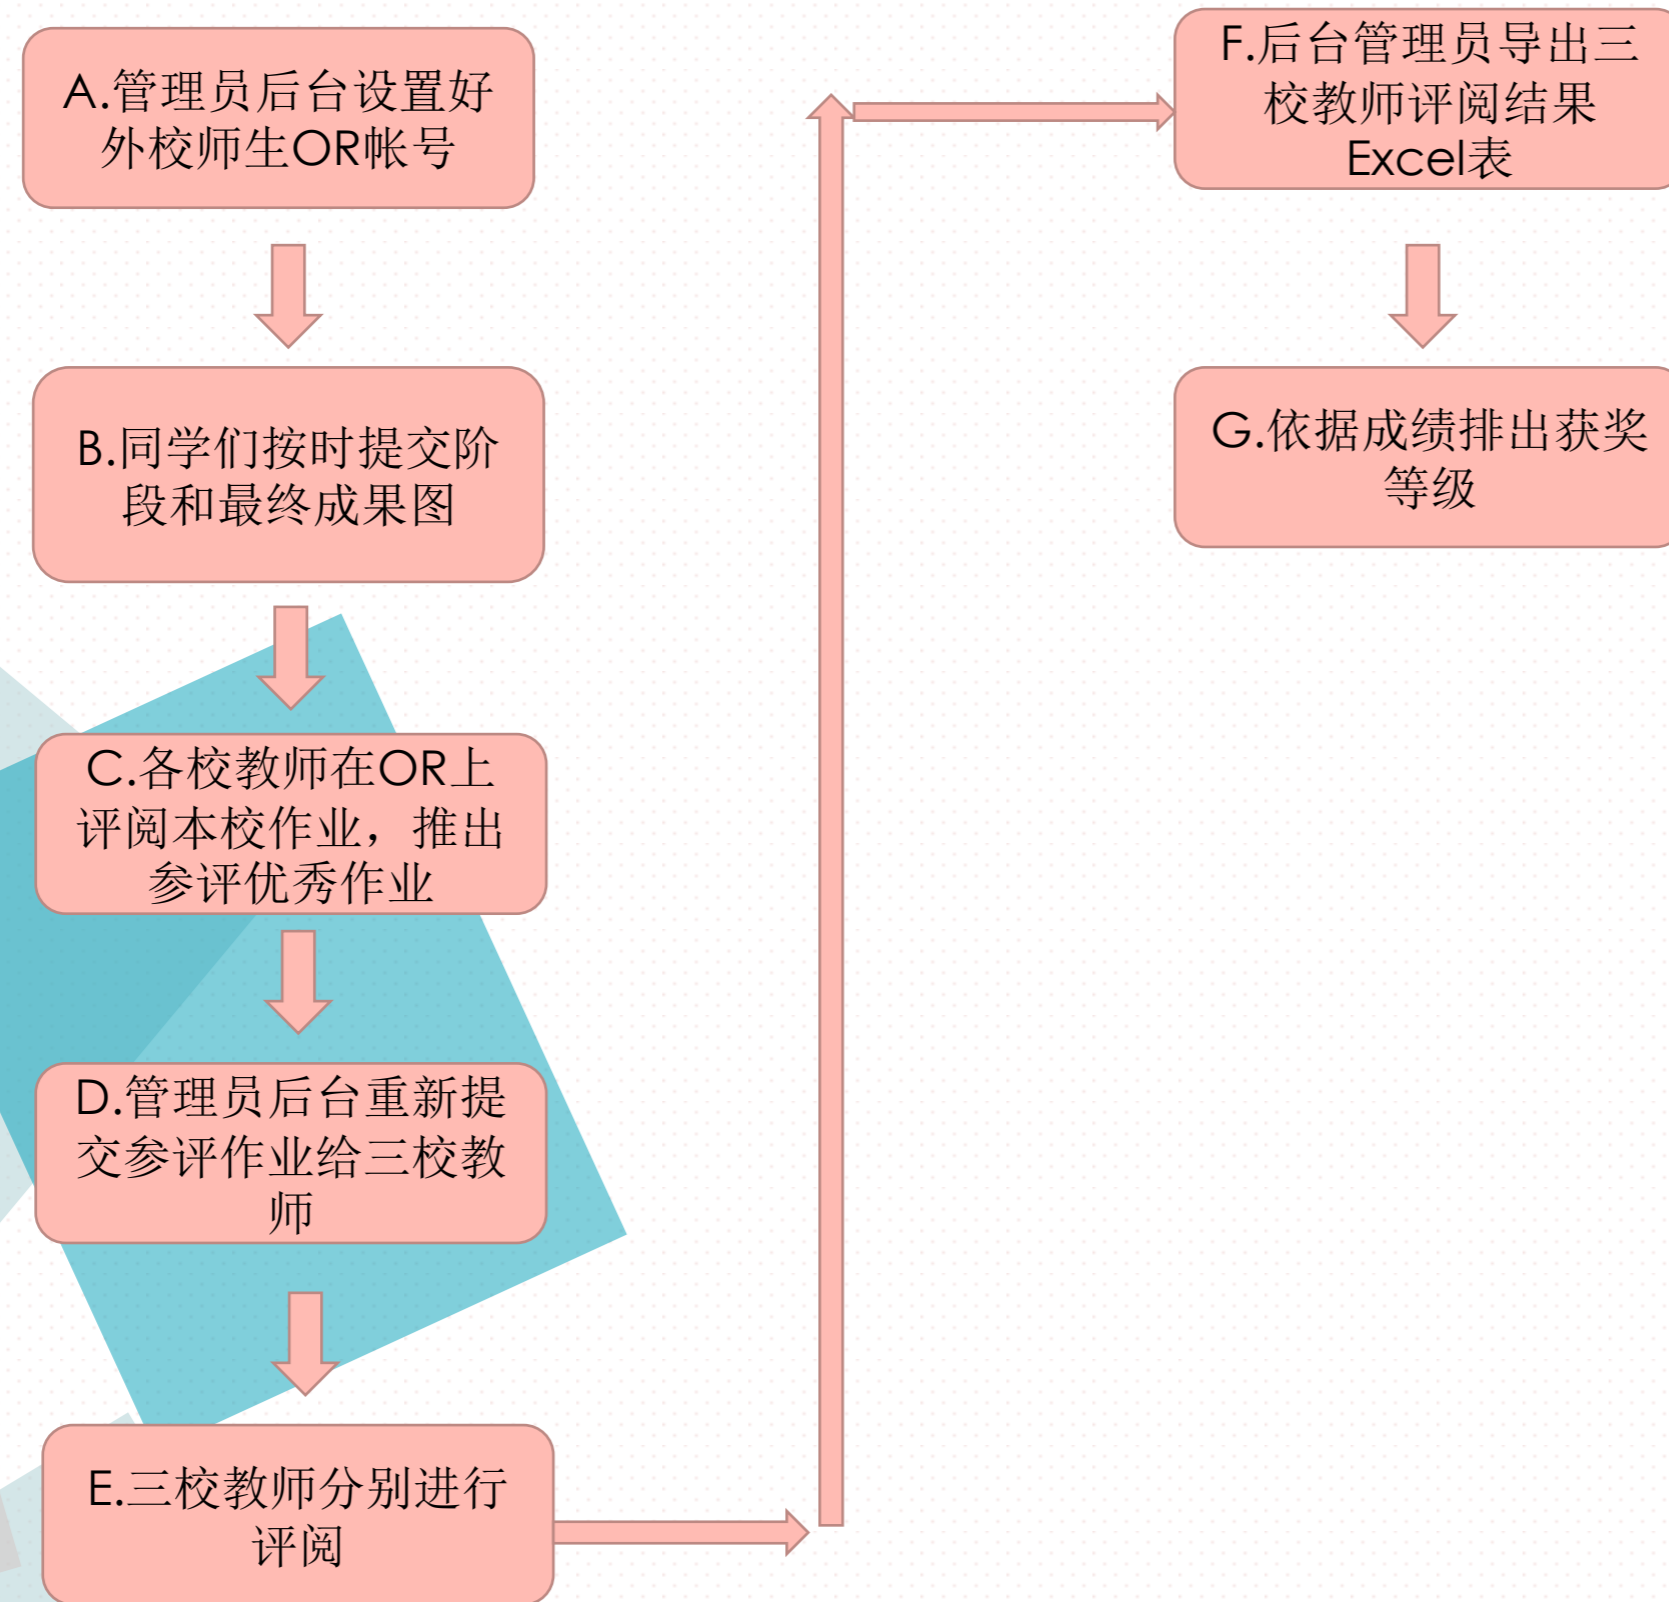 A.管理员后台设置好
外校师生OR帐号
B.同学们按时提交阶
段和最终成果图
C.各校教师在OR上
评阅本校作业，推出
参评优秀作业
D.管理员后台重新提
交参评作业给三校教
师
E.三校教师分别进行
评阅
F.后台管理员导出三
校教师评阅结果
Excel表
G.依据成绩排出获奖
等级